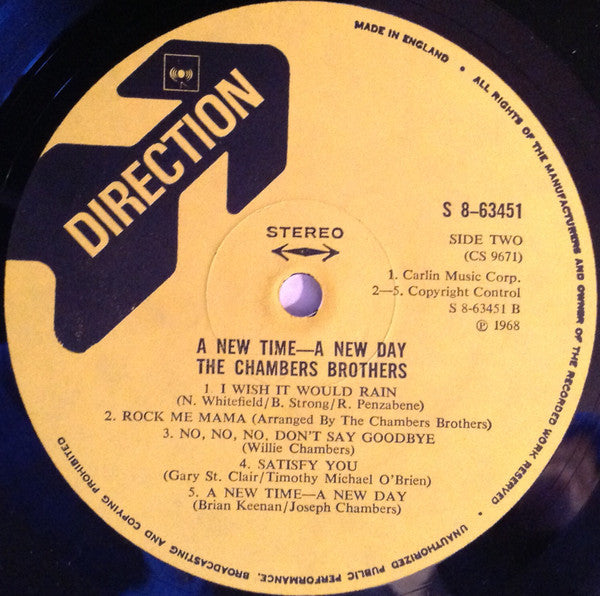 DIRECTION
MADE IN ENGLAND • ALL RIGHTS OF THE MANUFACTURERS AND OWNER OF THE RECORDED WORK RESERVED • UNAUTHORIZED PUBLIC PERFORMANCE, BROADCASTING AND COPYING PROHIBITED
STEREO
S 8-63451
SIDE TWO
(CS 9671)
1. Carlin Music Corp.
2—5. Copyright Control
S 8-63451 B
℗ 1968
A NEW TIME—A NEW DAY
THE CHAMBERS BROTHERS
1. I WISH IT WOULD RAIN
(N. Whitefield/B. Strong/R. Penzabene)
2. ROCK ME MAMA (Arranged By The Chambers Brothers)
3. NO, NO, NO, DON'T SAY GOODBYE
(Willie Chambers)
4. SATISFY YOU
(Gary St. Clair/Timothy Michael O'Brien)
5. A NEW TIME—A NEW DAY
(Brian Keenan/Joseph Chambers)